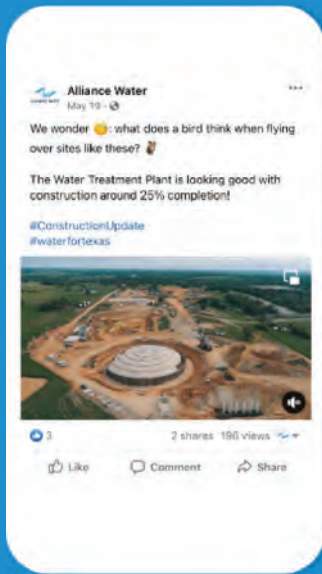 Alliance Water
May 19 ·
We wonder 🤔: what does a bird think when flying
over sites like these?
The Water Treatment Plant is looking good with
construction around 25% completion!
#ConstructionUpdate
#waterfortexas
3
2 shares 196 views
Like
Comment
Share